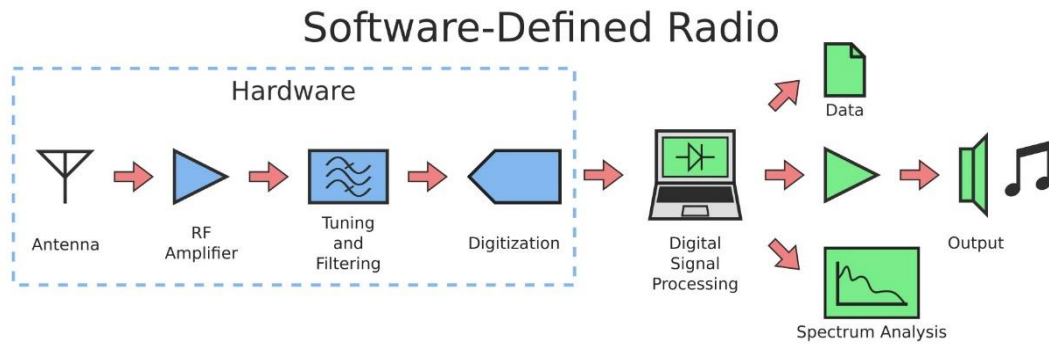 Software-Defined Radio
Hardware
Antenna
RF
Amplifier
Tuning
and
Filtering
Digitization
Digital
Signal
Processing
Data
Output
Spectrum Analysis